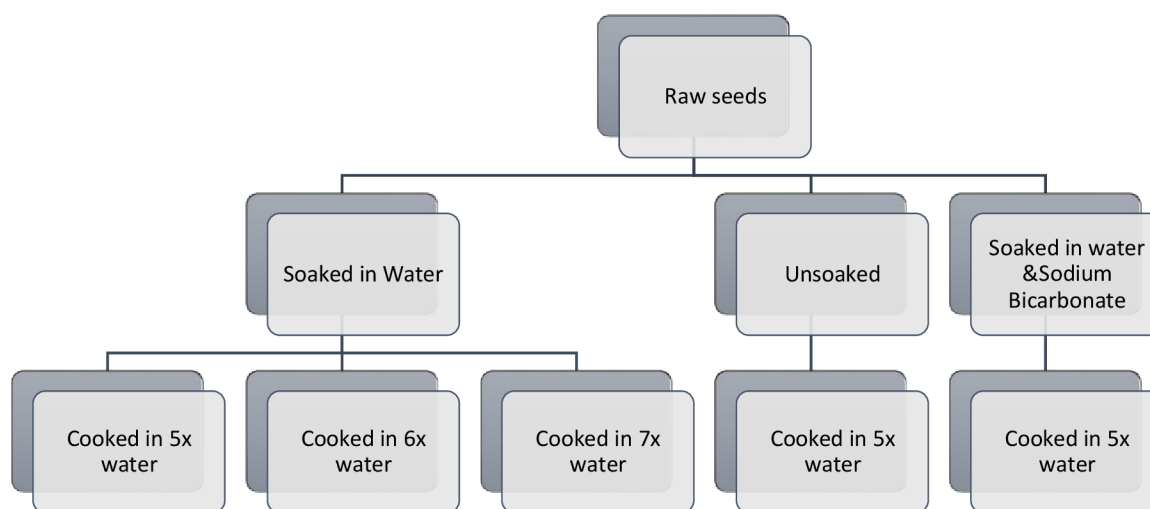 Raw seeds
Soaked in Water
Unsoaked
Soaked in water
&Sodium
Bicarbonate
Cooked in 5x
water
Cooked in 6x
water
Cooked in 7x
water
Cooked in 5x
water
Cooked in 5x
water